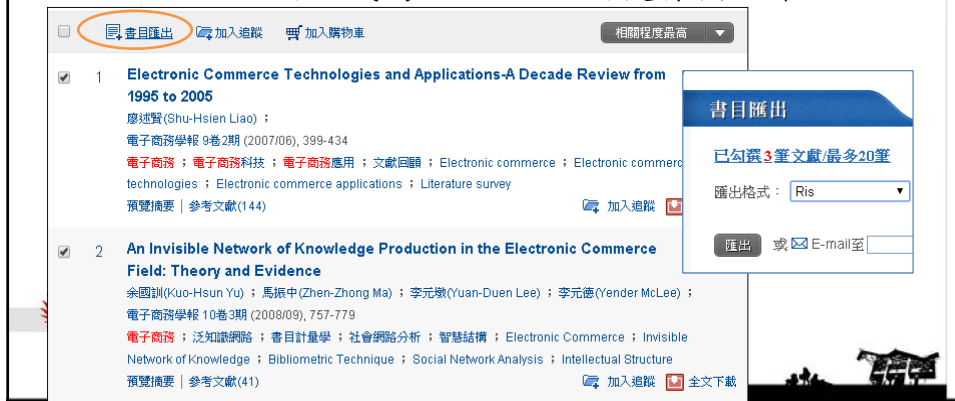 書目匯出 加入追蹤 加入購物車 相關程度最高
1 Electronic Commerce Technologies and Applications-A Decade Review from
1995 to 2005
廖述賢(Shu-Hsien Liao) ;
電子商務學報 9卷2期 (2007/06), 399-434
電子商務 ; 電子商務科技 ; 電子商務應用 ; 文獻回顧 ; Electronic commerce ; Electronic commerc
technologies ; Electronic commerce applications ; Literature survey
預覽摘要 | 參考文獻(144) 加入追蹤
2 An Invisible Network of Knowledge Production in the Electronic Commerce
Field: Theory and Evidence
余國訓(Kuo-Hsun Yu) ; 馬振中(Zhen-Zhong Ma) ; 李元墩(Yuan-Duen Lee) ; 李元德(Yender McLee) ;
電子商務學報 10卷3期 (2008/09), 757-779
電子商務 ; 泛知識網路 ; 書目計量學 ; 社會網路分析 ; 智慧結構 ; Electronic Commerce ; Invisible
Network of Knowledge ; Bibliometric Technique ; Social Network Analysis ; Intellectual Structure
預覽摘要 | 參考文獻(41) 加入追蹤 全文下載
書目匯出
已勾選3筆文獻/最多20筆
匯出格式： Ris
匯出 或 E-mail至